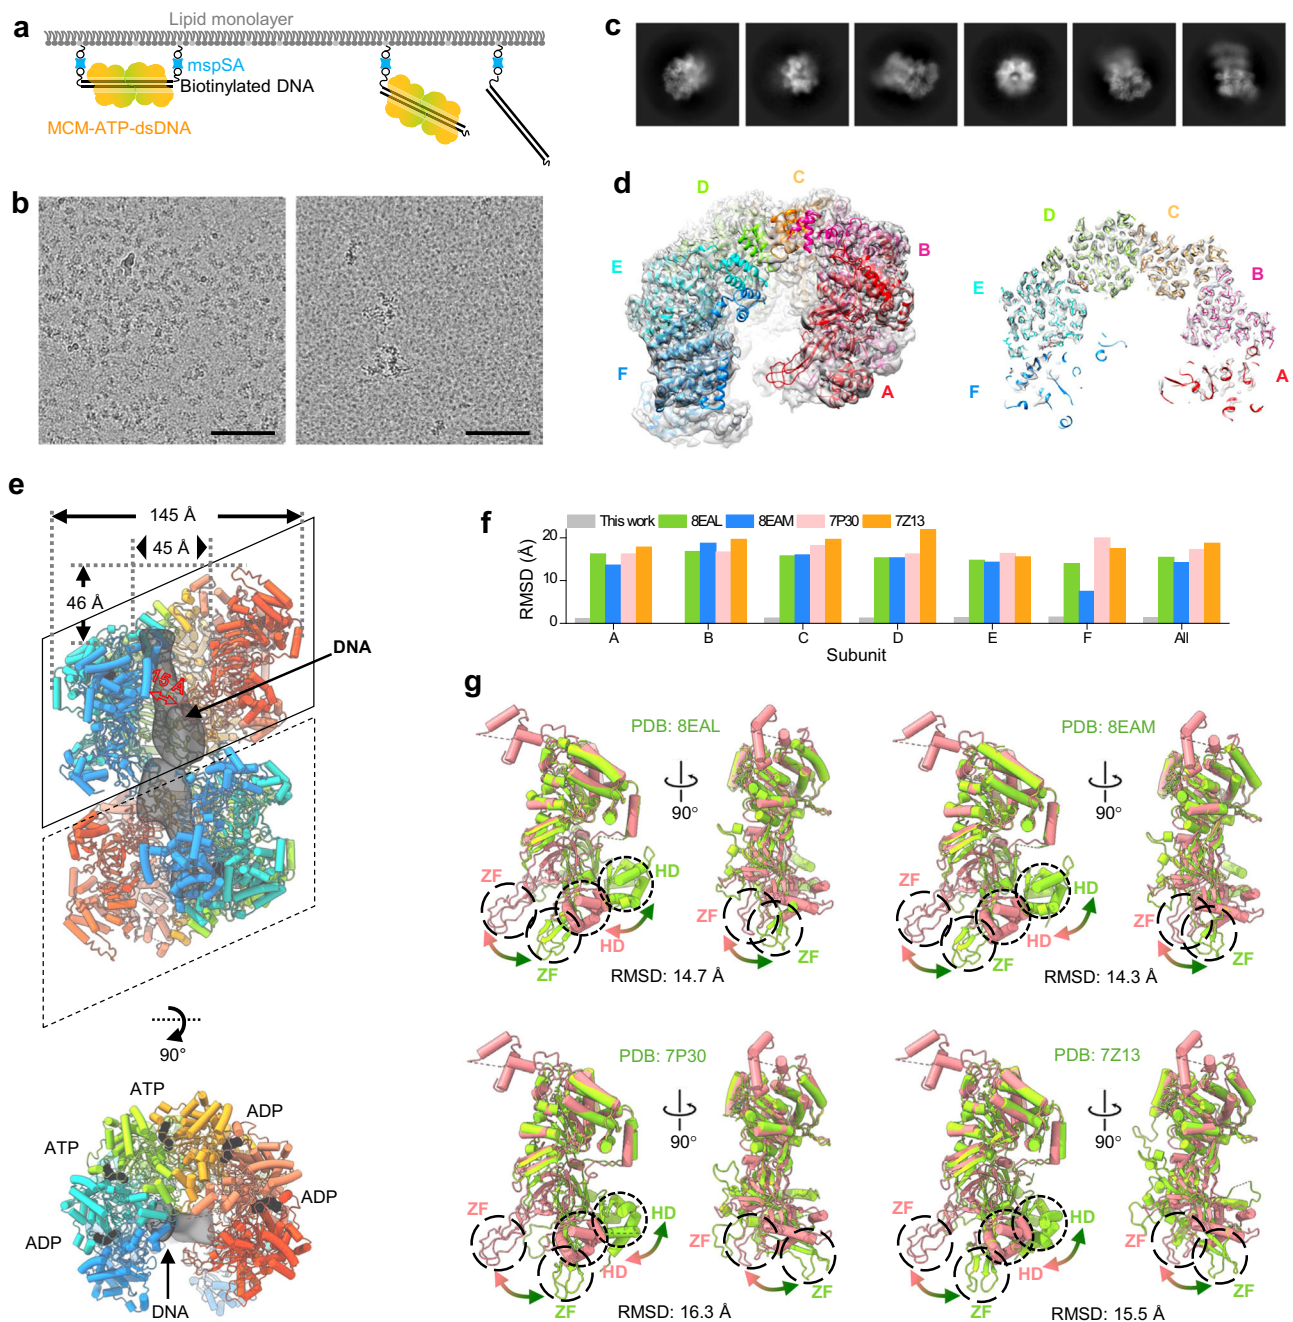 a
Lipid monolayer
mspSA
Biotinylated DNA
MCM-ATP-dsDNA
b
c
d
D
C
B
E
F
A
D
C
B
E
A
F
e
145 Å
45 Å
46 Å
15 Å
DNA
90°
ATP
ADP
ATP
ADP
ADP
DNA
f
This work 8EAL 8EAM 7P30 7Z13
RMSD (Å)
20
10
0
A B C D E F All
Subunit
g
PDB: 8EAL
90°
ZF
HD
HD
ZF
ZF
ZF
RMSD: 14.7 Å
PDB: 8EAM
90°
ZF
HD
HD
ZF
ZF
ZF
RMSD: 14.3 Å
PDB: 7P30
90°
ZF
HD
HD
ZF
ZF
ZF
RMSD: 16.3 Å
PDB: 7Z13
90°
ZF
HD
HD
ZF
ZF
ZF
RMSD: 15.5 Å